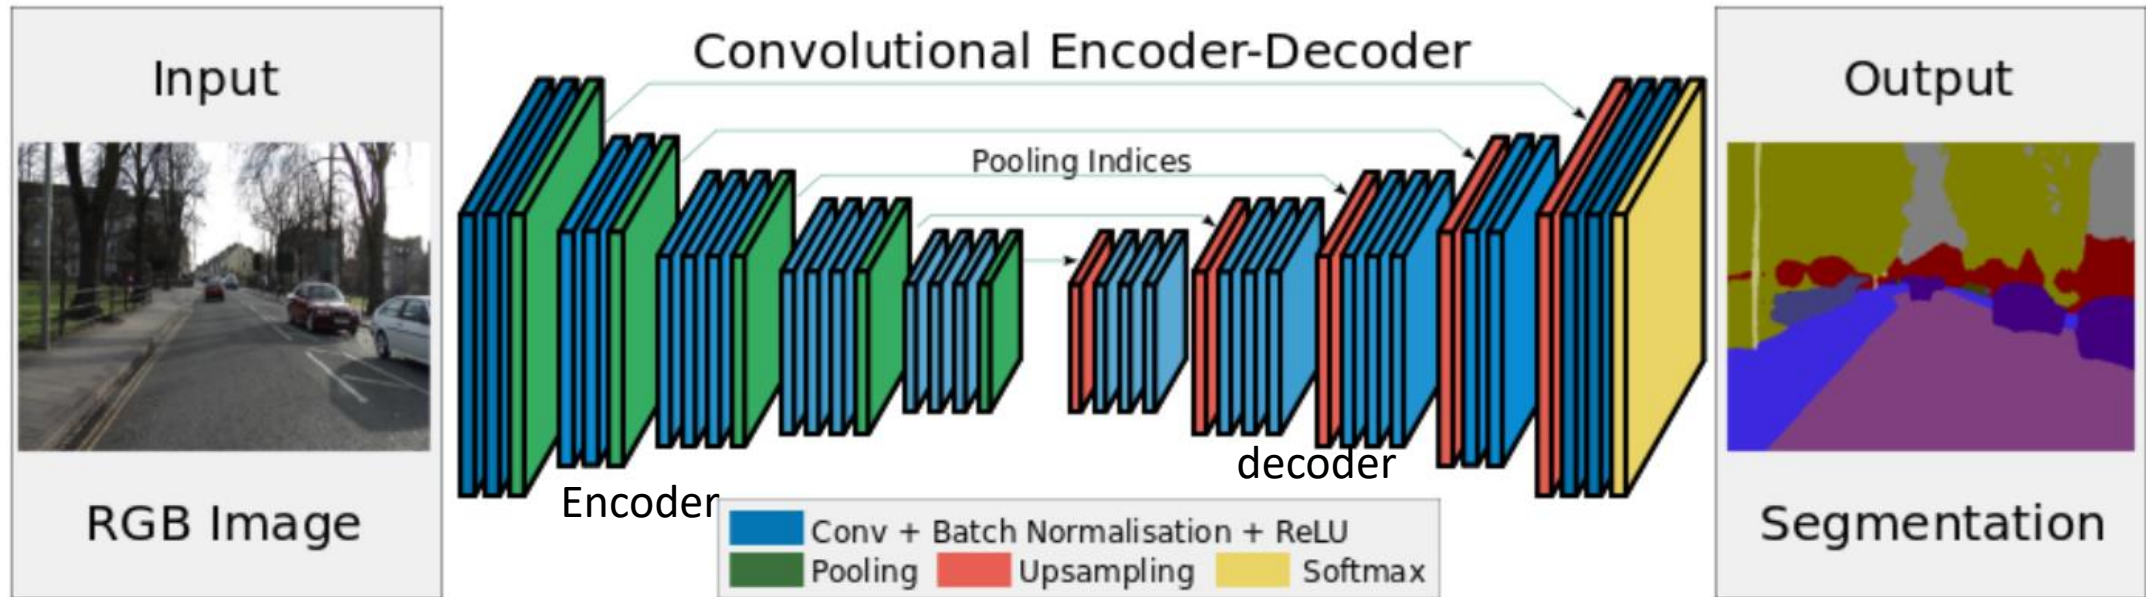 Convolutional Encoder-Decoder
Input
RGB Image
Pooling Indices
Encoder
decoder
Conv + Batch Normalisation + ReLU
Pooling
Upsampling
Softmax
Output
Segmentation